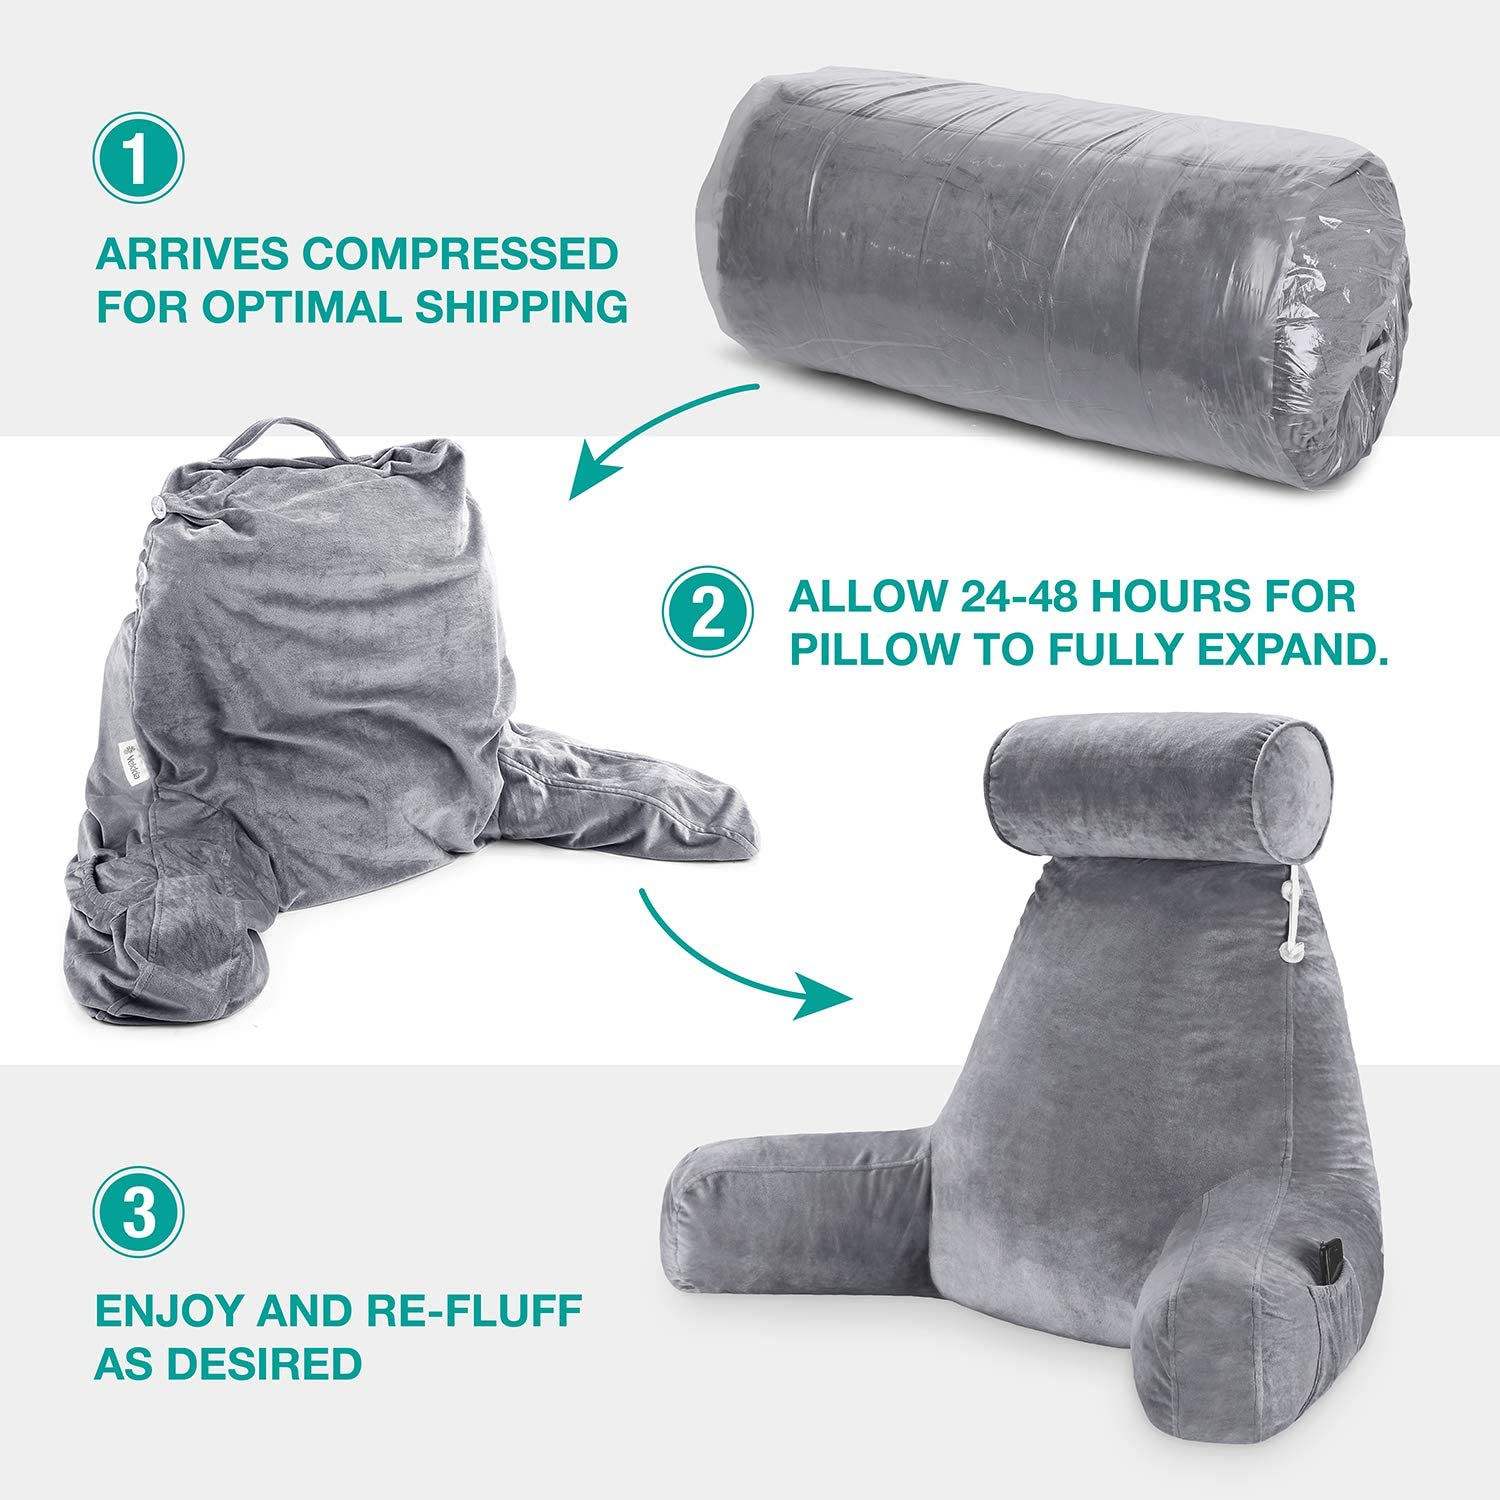 1
ARRIVES COMPRESSED
FOR OPTIMAL SHIPPING
2
ALLOW 24-48 HOURS FOR
PILLOW TO FULLY EXPAND.
Vekkia
3
ENJOY AND RE-FLUFF
AS DESIRED